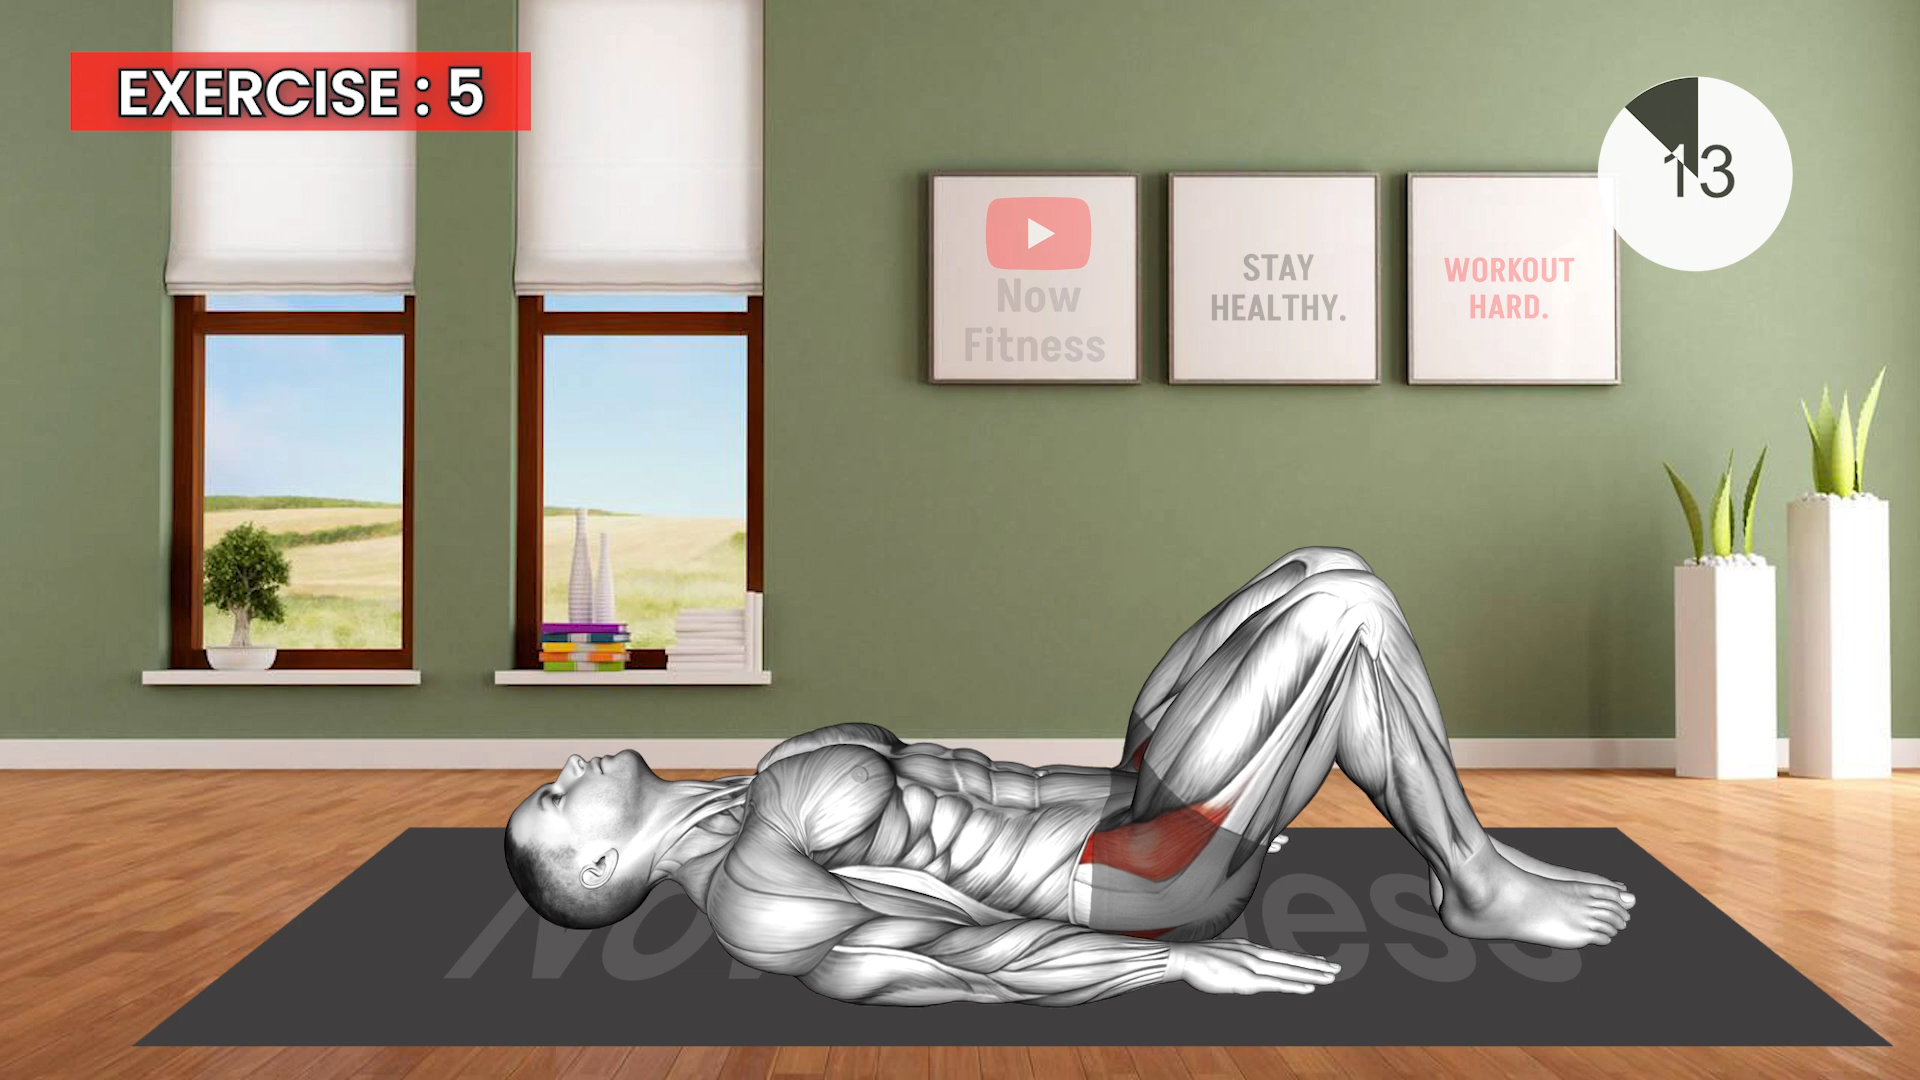 EXERCISE : 5
13
Now
Fitness
STAY
HEALTHY.
WORKOUT
HARD.